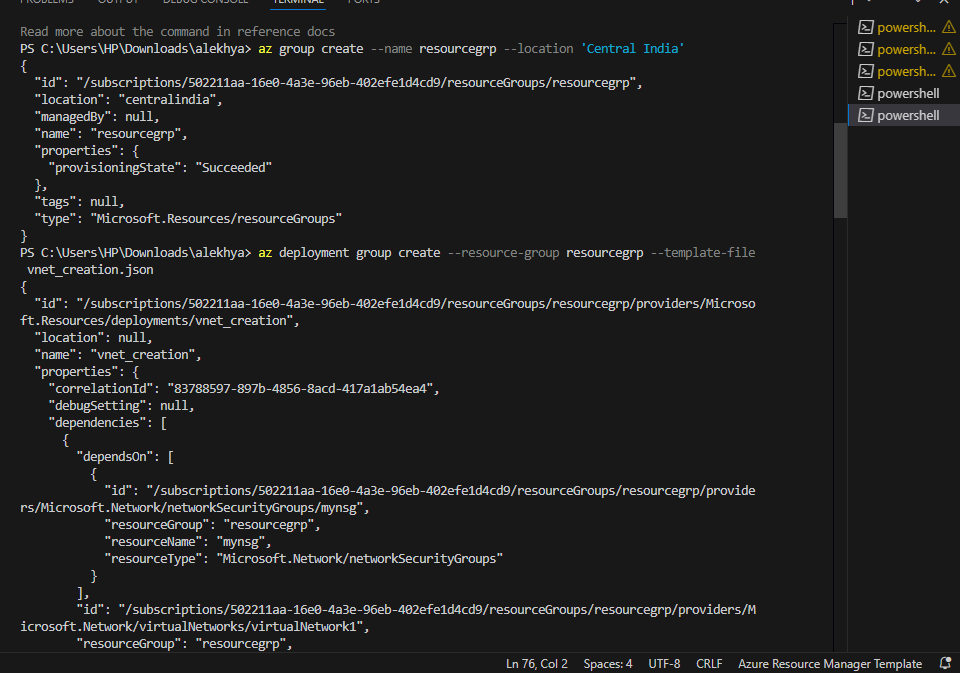 PROBLEMS OUTPUT DEBUG CONSOLE TERMINAL PORTS
Read more about the command in reference docs
PS C:\Users\HP\Downloads\alekhya> az group create --name resourcegrp --location 'Central India'
{
  "id": "/subscriptions/502211aa-16e0-4a3e-96eb-402efe1d4cd9/resourceGroups/resourcegrp",
  "location": "centralindia",
  "managedBy": null,
  "name": "resourcegrp",
  "properties": {
    "provisioningState": "Succeeded"
  },
  "tags": null,
  "type": "Microsoft.Resources/resourceGroups"
}
PS C:\Users\HP\Downloads\alekhya> az deployment group create --resource-group resourcegrp --template-file
 vnet_creation.json
{
  "id": "/subscriptions/502211aa-16e0-4a3e-96eb-402efe1d4cd9/resourceGroups/resourcegrp/providers/Microso
ft.Resources/deployments/vnet_creation",
  "location": null,
  "name": "vnet_creation",
  "properties": {
    "correlationId": "83788597-897b-4856-8acd-417a1ab54ea4",
    "debugSetting": null,
    "dependencies": [
      {
        "dependsOn": [
          {
            "id": "/subscriptions/502211aa-16e0-4a3e-96eb-402efe1d4cd9/resourceGroups/resourcegrp/provide
rs/Microsoft.Network/networkSecurityGroups/mynsg",
            "resourceGroup": "resourcegrp",
            "resourceName": "mynsg",
            "resourceType": "Microsoft.Network/networkSecurityGroups"
          }
        ],
        "id": "/subscriptions/502211aa-16e0-4a3e-96eb-402efe1d4cd9/resourceGroups/resourcegrp/providers/M
icrosoft.Network/virtualNetworks/virtualNetwork1",
        "resourceGroup": "resourcegrp",
powersh...
powersh...
powersh...
powershell
powershell
Ln 76, Col 2 Spaces: 4 UTF-8 CRLF Azure Resource Manager Template